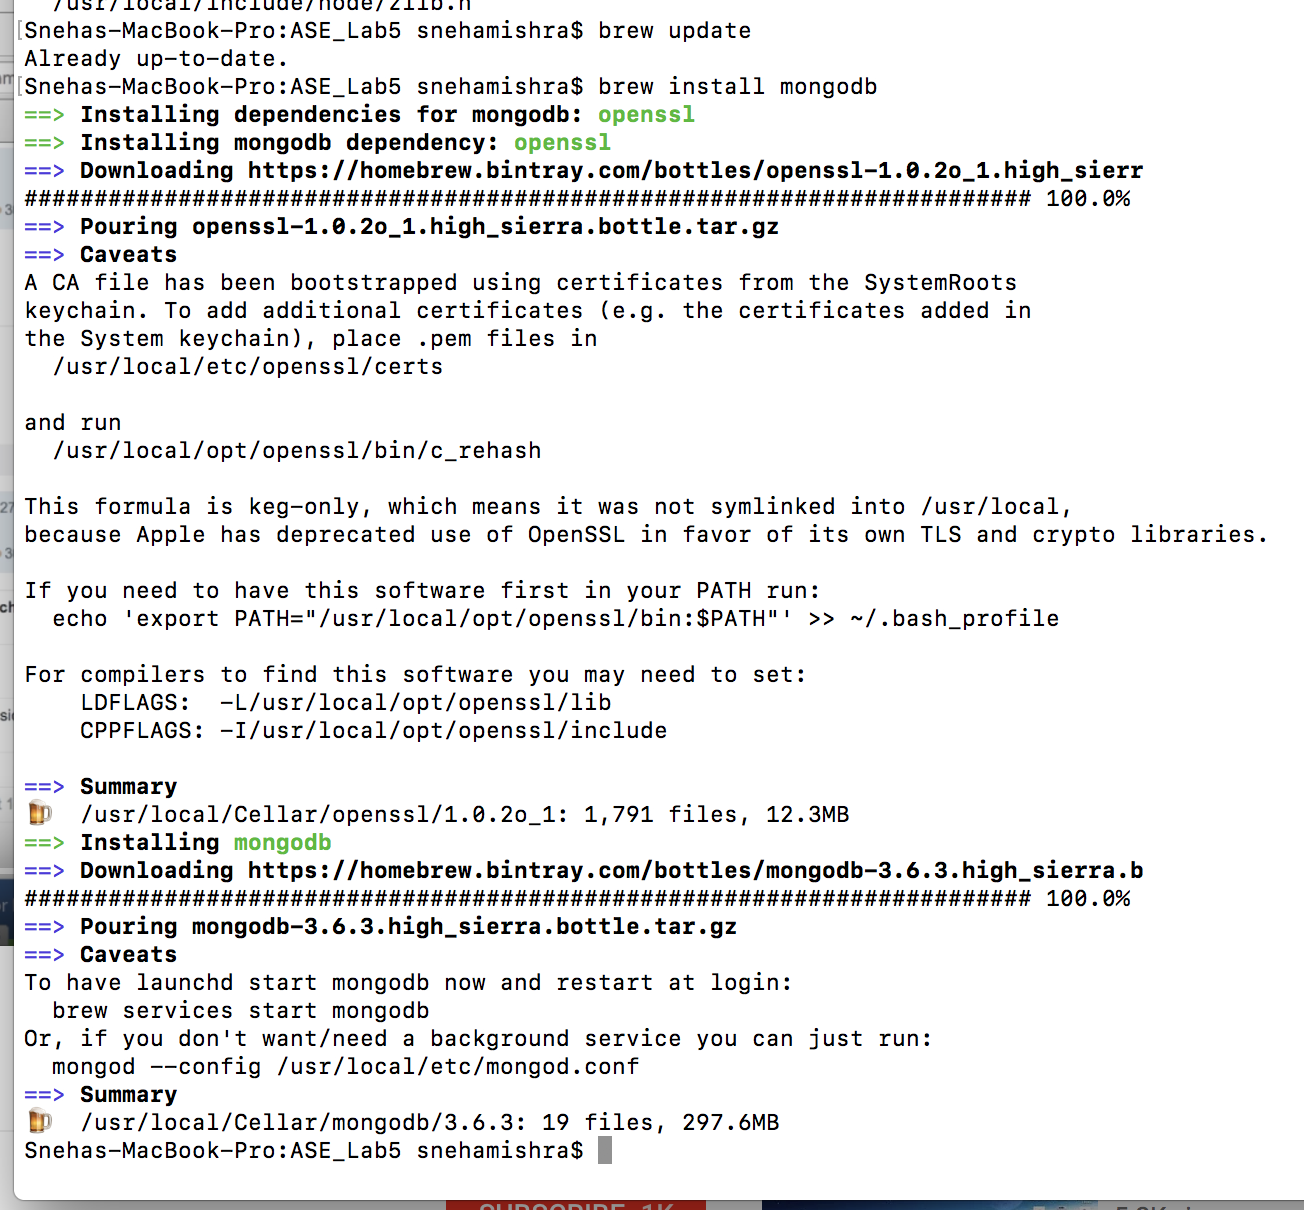 /usr/local/include/node/zlib.h
Snehas-MacBook-Pro:ASE_Lab5 snehamishra$ brew update
Already up-to-date.
Snehas-MacBook-Pro:ASE_Lab5 snehamishra$ brew install mongodb
==> Installing dependencies for mongodb: openssl
==> Installing mongodb dependency: openssl
==> Downloading https://homebrew.bintray.com/bottles/openssl-1.0.2o_1.high_sierr
######################################################################## 100.0%
==> Pouring openssl-1.0.2o_1.high_sierra.bottle.tar.gz
==> Caveats
A CA file has been bootstrapped using certificates from the SystemRoots
keychain. To add additional certificates (e.g. the certificates added in
the System keychain), place .pem files in
  /usr/local/etc/openssl/certs

and run
  /usr/local/opt/openssl/bin/c_rehash

This formula is keg-only, which means it was not symlinked into /usr/local,
because Apple has deprecated use of OpenSSL in favor of its own TLS and crypto libraries.

If you need to have this software first in your PATH run:
  echo 'export PATH="/usr/local/opt/openssl/bin:$PATH"' >> ~/.bash_profile

For compilers to find this software you may need to set:
    LDFLAGS:  -L/usr/local/opt/openssl/lib
    CPPFLAGS: -I/usr/local/opt/openssl/include

==> Summary
🍺  /usr/local/Cellar/openssl/1.0.2o_1: 1,791 files, 12.3MB
==> Installing mongodb
==> Downloading https://homebrew.bintray.com/bottles/mongodb-3.6.3.high_sierra.b
######################################################################## 100.0%
==> Pouring mongodb-3.6.3.high_sierra.bottle.tar.gz
==> Caveats
To have launchd start mongodb now and restart at login:
  brew services start mongodb
Or, if you don't want/need a background service you can just run:
  mongod --config /usr/local/etc/mongod.conf
==> Summary
🍺  /usr/local/Cellar/mongodb/3.6.3: 19 files, 297.6MB
Snehas-MacBook-Pro:ASE_Lab5 snehamishra$
SUBSCRIBE 1K